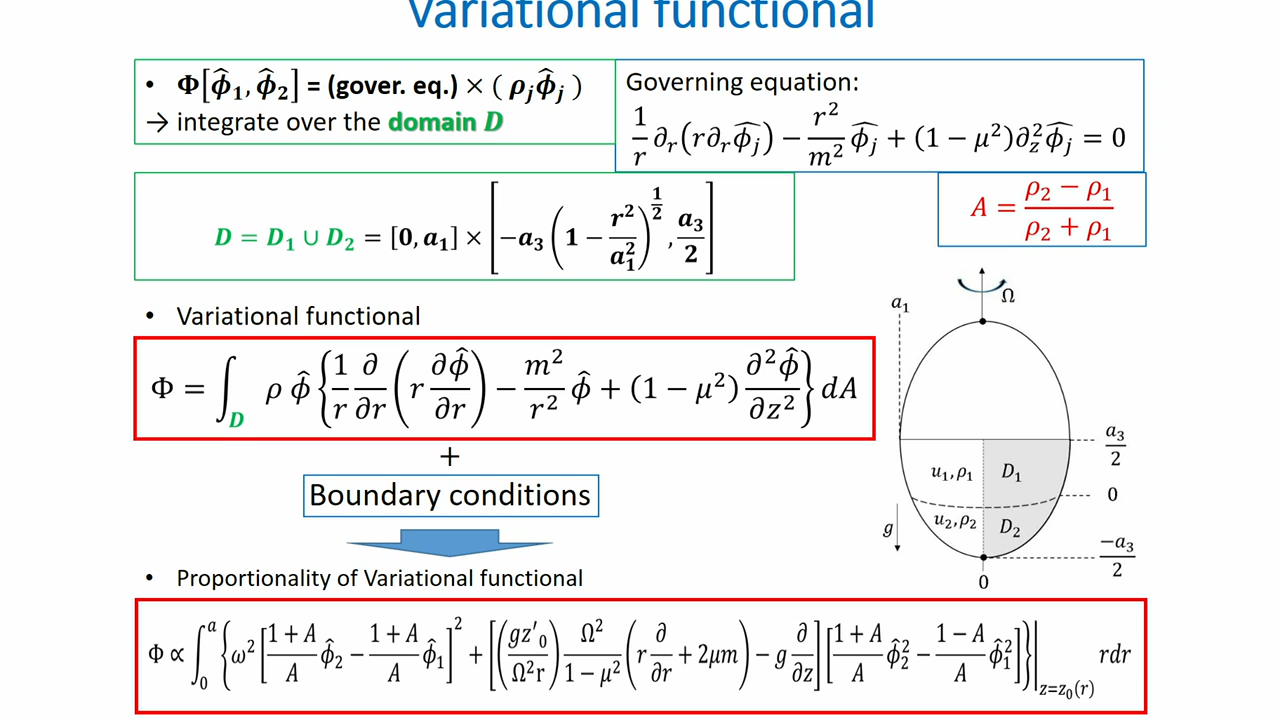 Variational functional
• Φ[φ̂₁, φ̂₂] = (gover. eq.) × ( ρⱼφ̂ⱼ )
→ integrate over the domain D
Governing equation:
1/r ∂ᵣ(r∂ᵣφ̂ⱼ) − r²/m² φ̂ⱼ + (1 − μ²)∂²_z φ̂ⱼ = 0
D = D₁ ∪ D₂ = [0, a₁] × [−a₃(1 − r²/a₁²)^(1/2), a₃/2]
A = (ρ₂ − ρ₁)/(ρ₂ + ρ₁)
• Variational functional
Φ = ∫_D ρ φ̂ {1/r ∂/∂r (r ∂φ̂/∂r) − m²/r² φ̂ + (1 − μ²) ∂²φ̂/∂z²} dA
+
Boundary conditions
• Proportionality of Variational functional
Φ ∝ ∫₀ᵃ {ω² [(1 + A)/A φ̂₂ − (1 + A)/A φ̂₁]² + [(gz′₀/Ω²r) Ω²/(1 − μ²) (r ∂/∂r + 2μm) − g ∂/∂z] [(1 + A)/A φ̂₂² − (1 − A)/A φ̂₁²]}|_z=z₀(r) rdr
Ω
a₁
a₃/2
u₁, ρ₁ D₁
0
u₂, ρ₂ D₂
g
−a₃/2
0